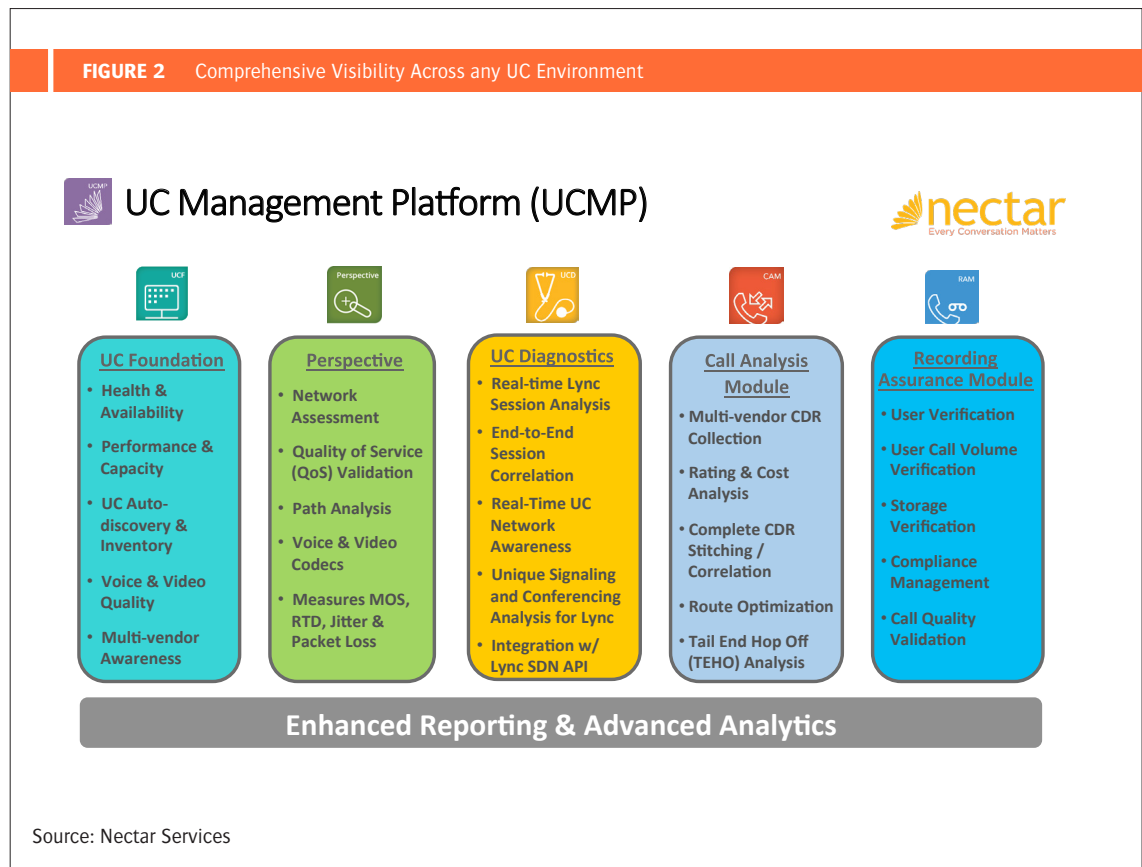 FIGURE 2 Comprehensive Visibility Across any UC Environment
UCMP
UC Management Platform (UCMP)
nectar
Every Conversation Matters
UCF
UC Foundation
• Health &
Availability
• Performance &
Capacity
• UC Auto-
discovery &
Inventory
• Voice & Video
Quality
• Multi-vendor
Awareness
Perspective
Perspective
• Network
Assessment
• Quality of Service
(QoS) Validation
• Path Analysis
• Voice & Video
Codecs
• Measures MOS,
RTD, Jitter &
Packet Loss
UCD
UC Diagnostics
• Real-time Lync
Session Analysis
• End-to-End
Session
Correlation
• Real-Time UC
Network
Awareness
• Unique Signaling
and Conferencing
Analysis for Lync
• Integration w/
Lync SDN API
CAM
Call Analysis
Module
• Multi-vendor CDR
Collection
• Rating & Cost
Analysis
• Complete CDR
Stitching /
Correlation
• Route Optimization
• Tail End Hop Off
(TEHO) Analysis
RAM
Recording
Assurance Module
• User Verification
• User Call Volume
Verification
• Storage
Verification
• Compliance
Management
• Call Quality
Validation
Enhanced Reporting & Advanced Analytics
Source: Nectar Services